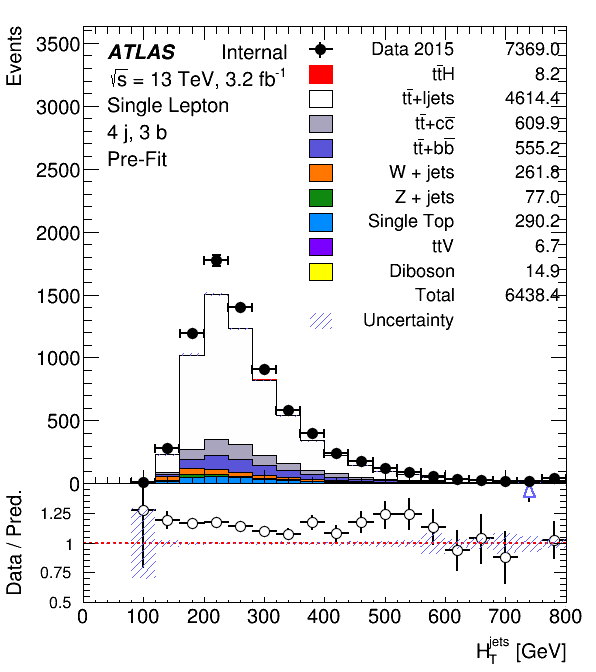 Events
3500
3000
2500
2000
1500
1000
500
0
ATLAS Internal
√s = 13 TeV, 3.2 fb⁻¹
Single Lepton
4 j, 3 b
Pre-Fit
Data 2015 7369.0
tt̄H 8.2
tt̄+ljets 4614.4
tt̄+cc̄ 609.9
tt̄+bb̄ 555.2
W + jets 261.8
Z + jets 77.0
Single Top 290.2
ttV 6.7
Diboson 14.9
Total 6438.4
Uncertainty
Data / Pred.
1.25
1
0.75
0.5
0 100 200 300 400 500 600 700 800
H_T^jets [GeV]